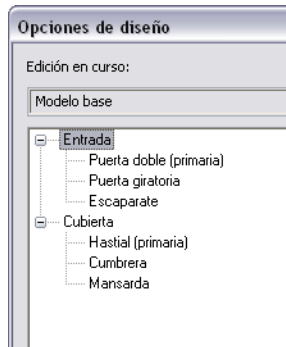 Opciones de diseño
Edición en curso:
Modelo base
Entrada
Puerta doble (primaria)
Puerta giratoria
Escaparate
Cubierta
Hastial (primaria)
Cumbrera
Mansarda